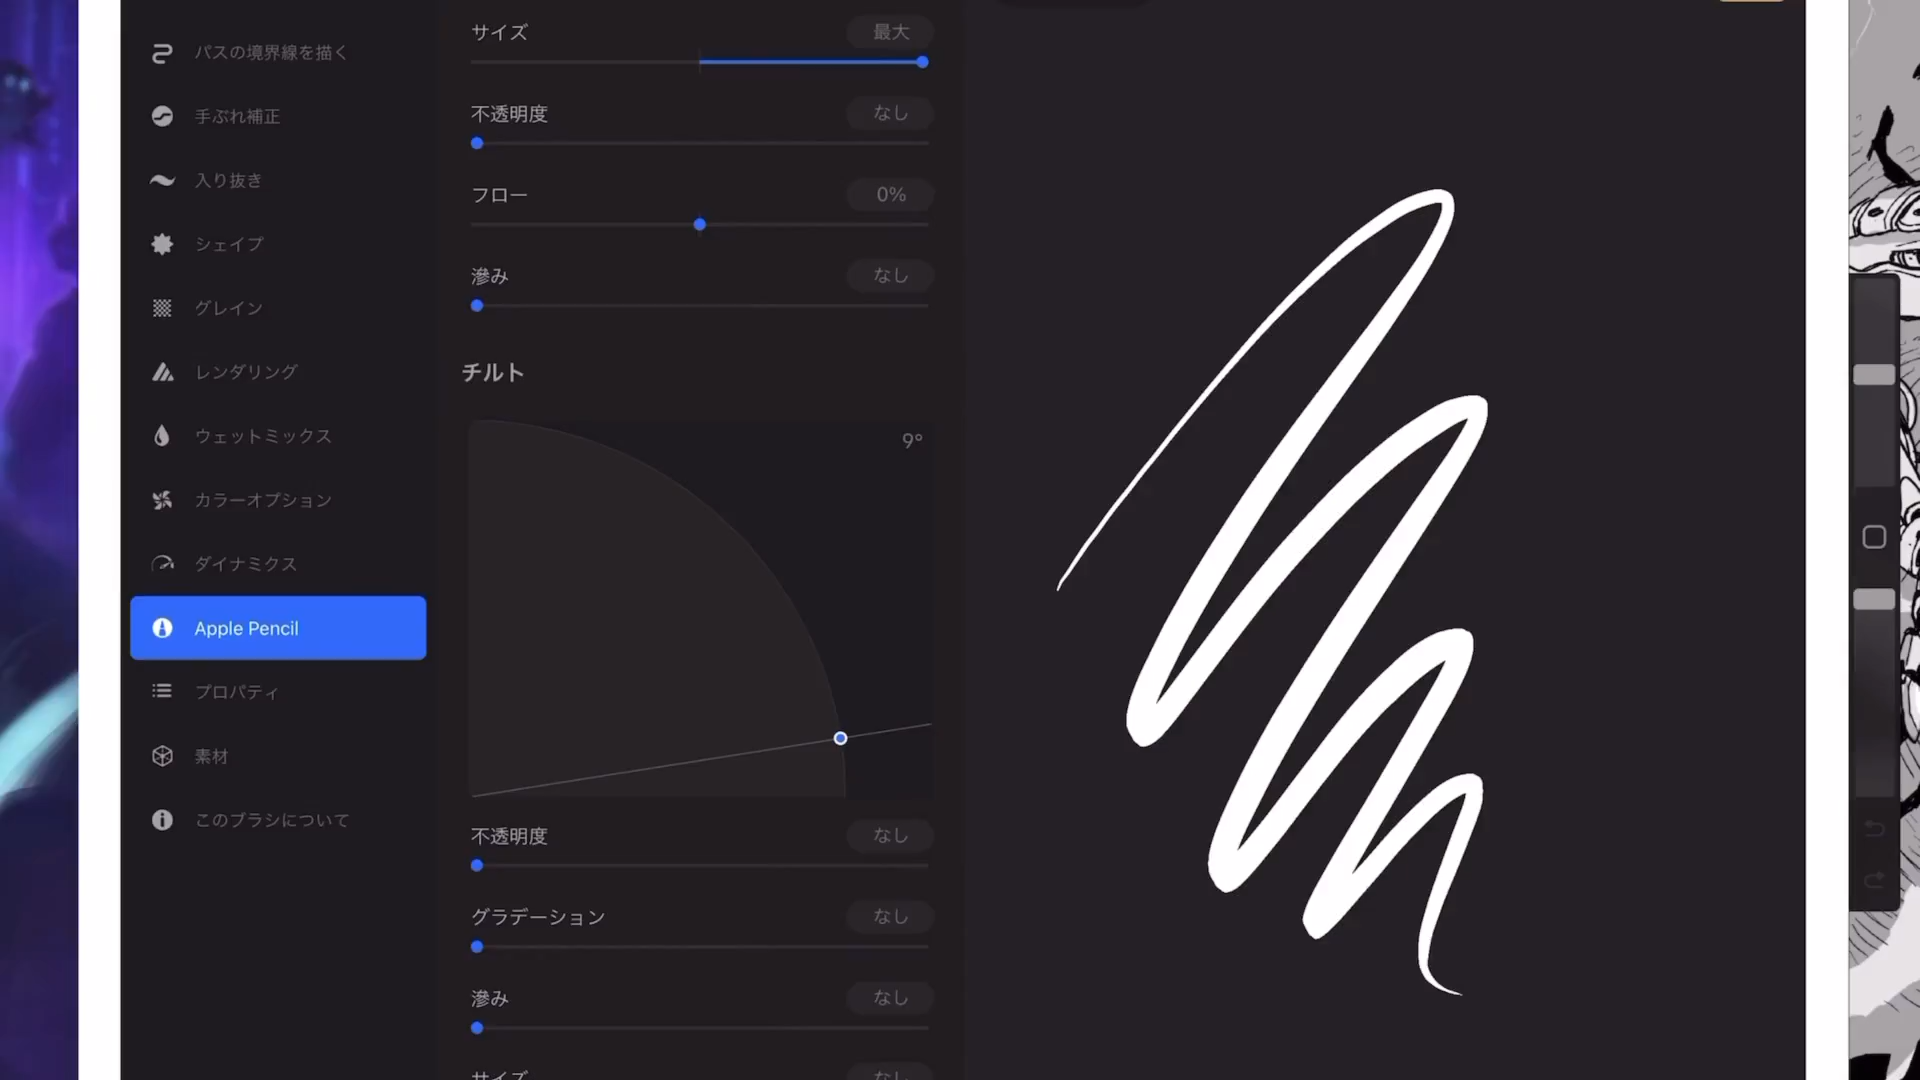 パスの境界線を描く
手ぶれ補正
入り抜き
シェイプ
グレイン
レンダリング
ウェットミックス
カラーオプション
ダイナミクス
Apple Pencil
プロパティ
素材
このブラシについて
サイズ 最大
不透明度 なし
フロー 0%
滲み なし
チルト
9°
不透明度 なし
グラデーション なし
滲み なし
サイズ なし